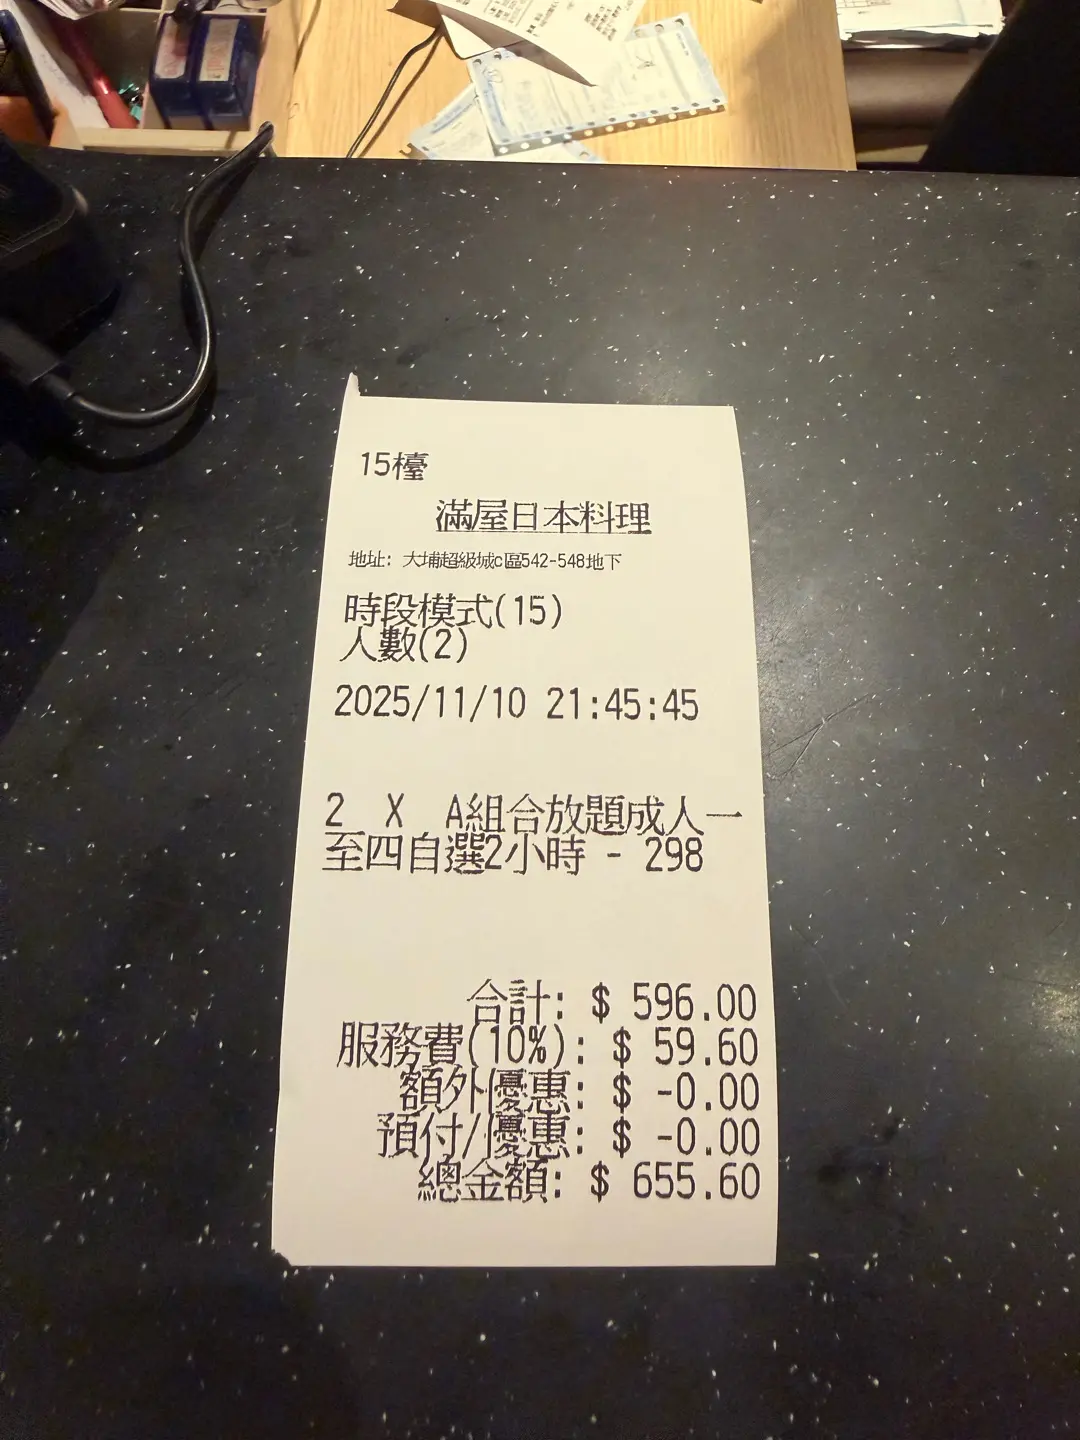 15檯
滿屋日本料理
地址: 大埔超級城c區542-548地下
時段模式(15)
人數(2)
2025/11/10 21:45:45
2 X A組合放題成人一
至四自選2小時 - 298
合計: $ 596.00
服務費(10%): $ 59.60
額外優惠: $ -0.00
預付/優惠: $ -0.00
總金額: $ 655.60